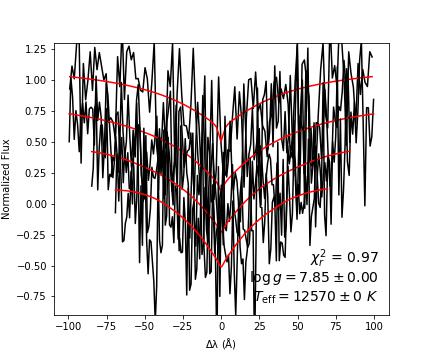 1.25
1.00
0.75
0.50
0.25
0.00
−0.25
−0.50
−0.75
Normalized Flux
χ²ᵣ = 0.97
log g = 7.85 ± 0.00
T_eff = 12570 ± 0 K
−100 −75 −50 −25 0 25 50 75 100
Δλ (Å)